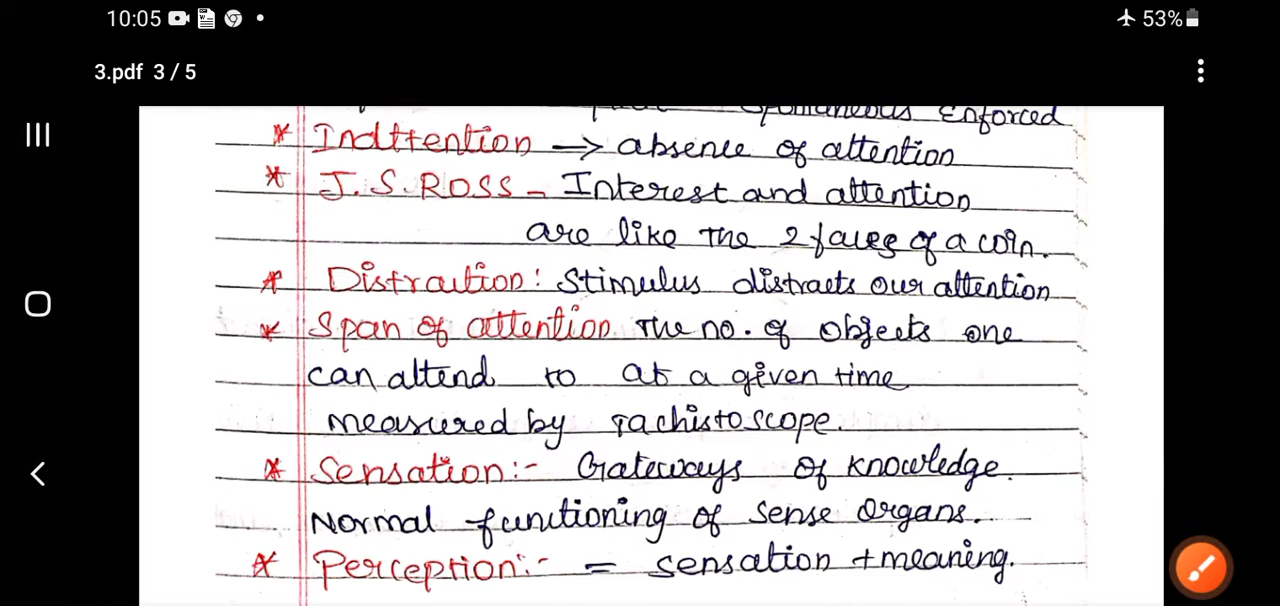 10:05
53%
3.pdf 3 / 5
Spontaneous Enforced
* Inattention → absence of attention
* J. S. ROSS - Interest and attention
are like the 2 faces of a coin.
* Distraction: Stimulus distracts our attention
* Span of attention. The no. of objects one
can attend to at a given time
measured by Tachistoscope.
* Sensation:- Gateways of knowledge.
Normal functioning of sense organs.
* Perception:- = sensation + meaning.